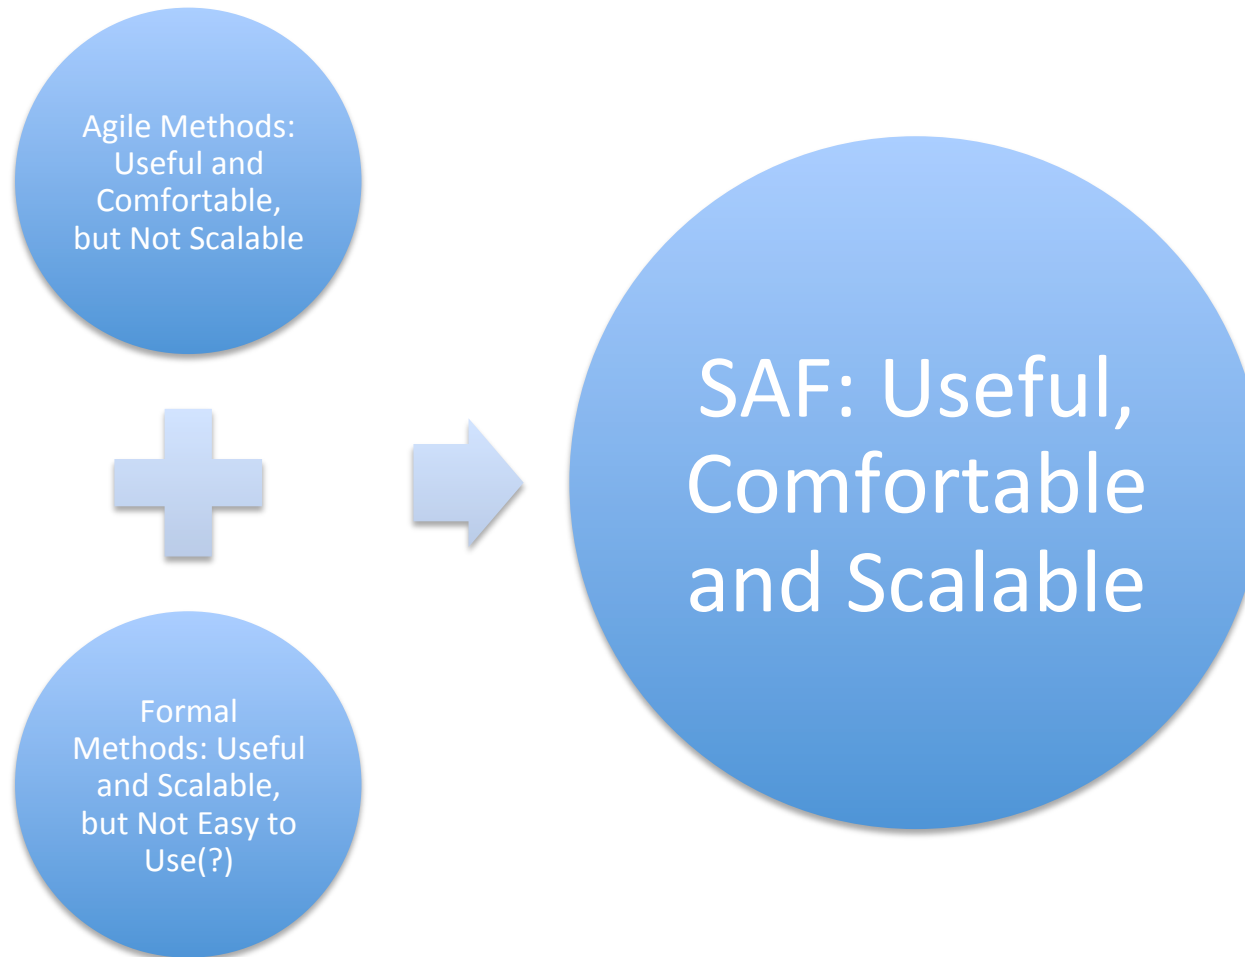 Agile Methods:
Useful and
Comfortable,
but Not Scalable
SAF: Useful,
Comfortable
and Scalable
Formal
Methods: Useful
and Scalable,
but Not Easy to
Use(?)